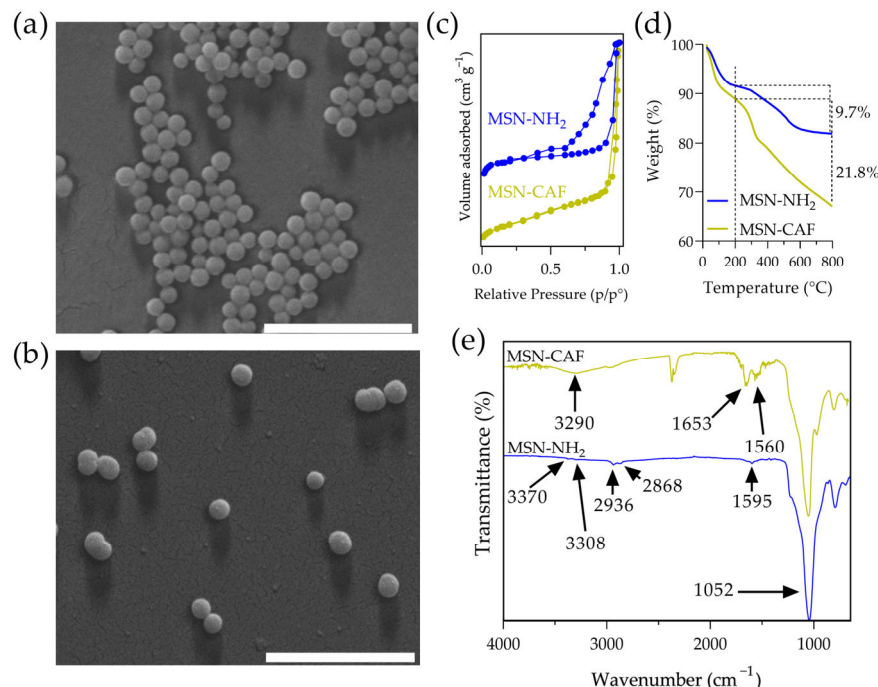 (a)
(b)
(c)
Volume adsorbed (cm³ g⁻¹)
MSN-NH₂
MSN-CAF
0.0
0.5
1.0
Relative Pressure (p/p°)
(d)
Weight (%)
100
90
80
70
60
9.7%
21.8%
MSN-NH₂
MSN-CAF
0 200 400 600 800
Temperature (°C)
(e)
Transmittance (%)
MSN-CAF
3290
1653
1560
MSN-NH₂
3370
3308
2936
2868
1595
1052
4000 3000 2000 1000
Wavenumber (cm⁻¹)